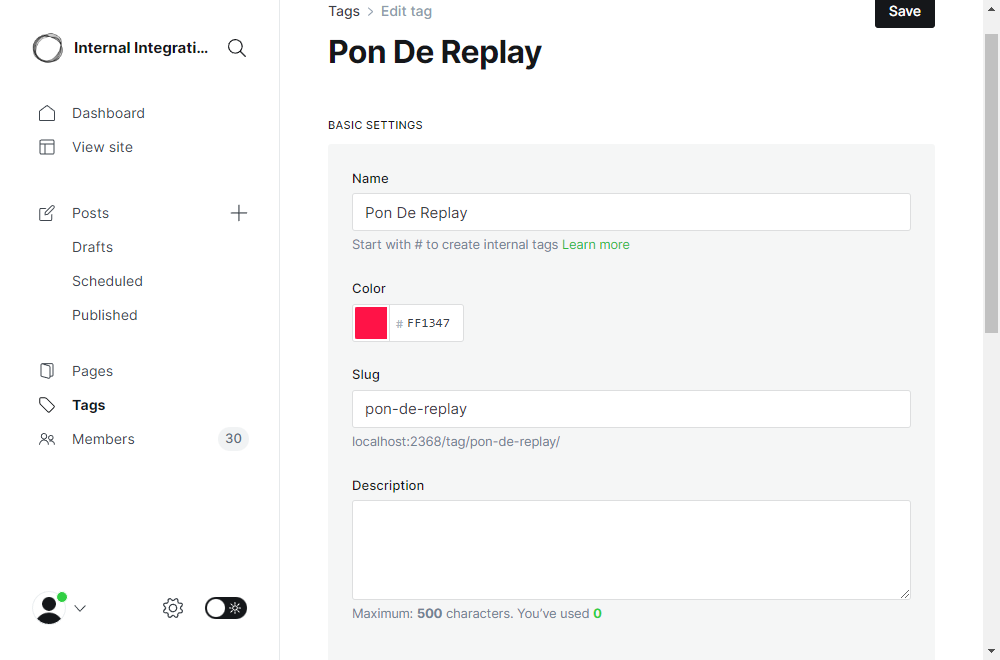 Internal Integrati...
Dashboard
View site
Posts
Drafts
Scheduled
Published
Pages
Tags
Members 30
Tags > Edit tag
Save
Pon De Replay
BASIC SETTINGS
Name
Pon De Replay
Start with # to create internal tags Learn more
Color
# FF1347
Slug
pon-de-replay
localhost:2368/tag/pon-de-replay/
Description
Maximum: 500 characters. You’ve used 0